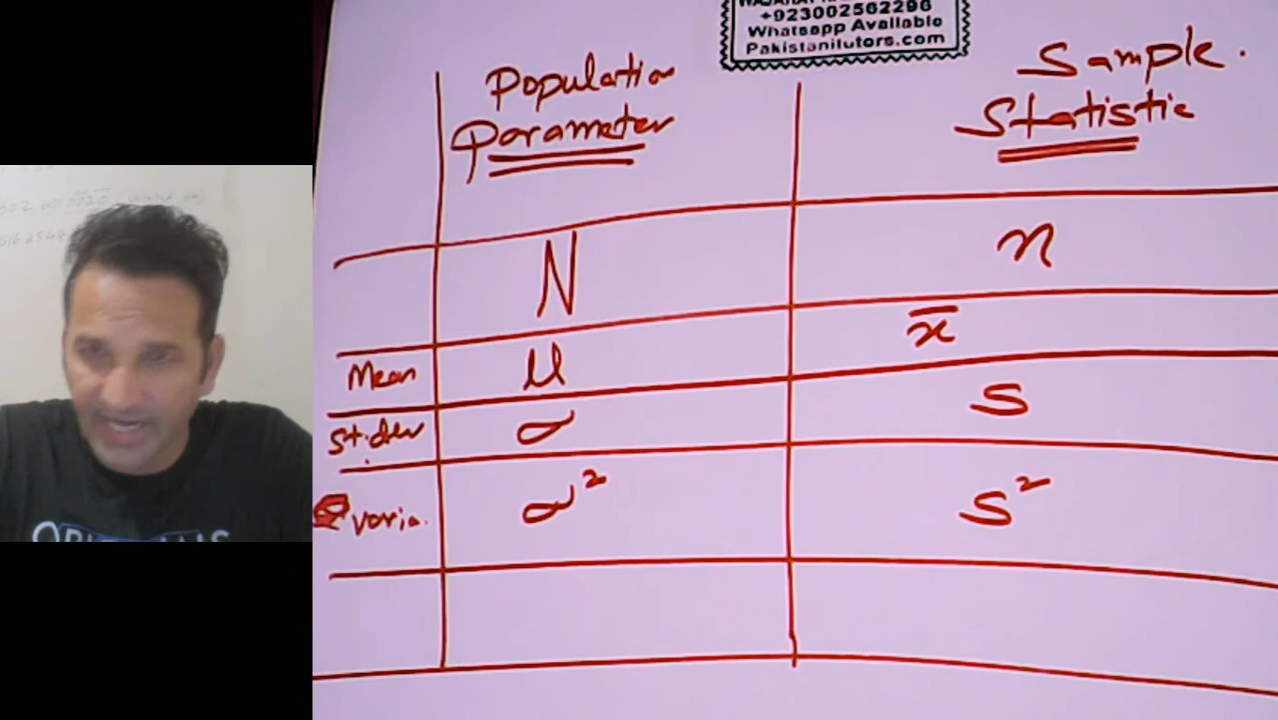 +923002562296
Whatsapp Available
Pakistanitutors.com
Population
Parameter
Sample.
Statistic
N
n
Mean
μ
x̄
St.dev
σ
s
varia.
σ²
s²